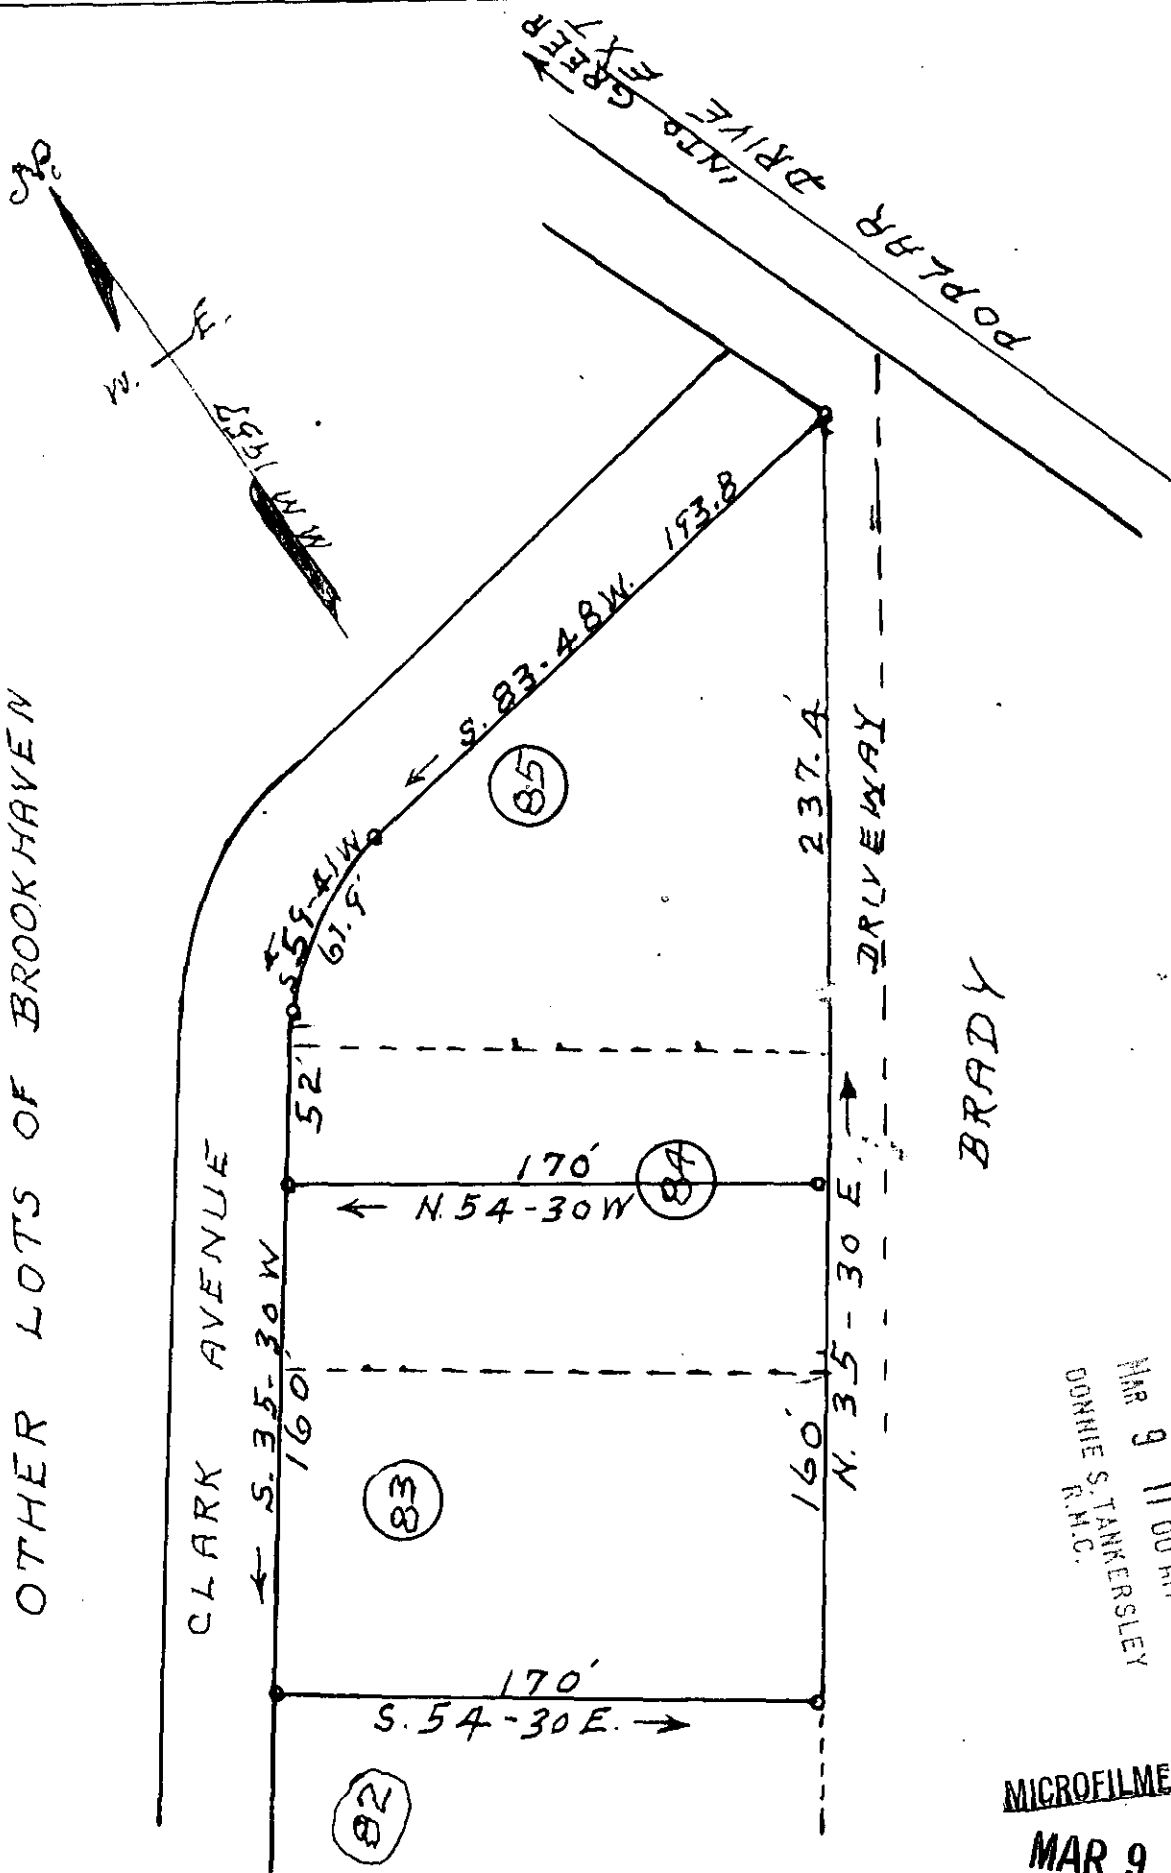 OTHER LOTS OF BROOKHAVEN
W.
E.
MM 1957
INTO GREER
POPLAR DRIVE EXT
CLARK AVENUE
S. 83-48 W. 193.8
S. 59-41 W
61.9'
85
52'
237.4
DRIVEWAY
170'
N. 54-30 W
84
S. 35-30 W
160'
160'
N. 35-30 E.
BRADY
83
170'
S. 54-30 E.
82
MAR 9 11 00 AM
DONNIE S. TANKERSLEY
R.M.C.
MICROFILME
MAR 9